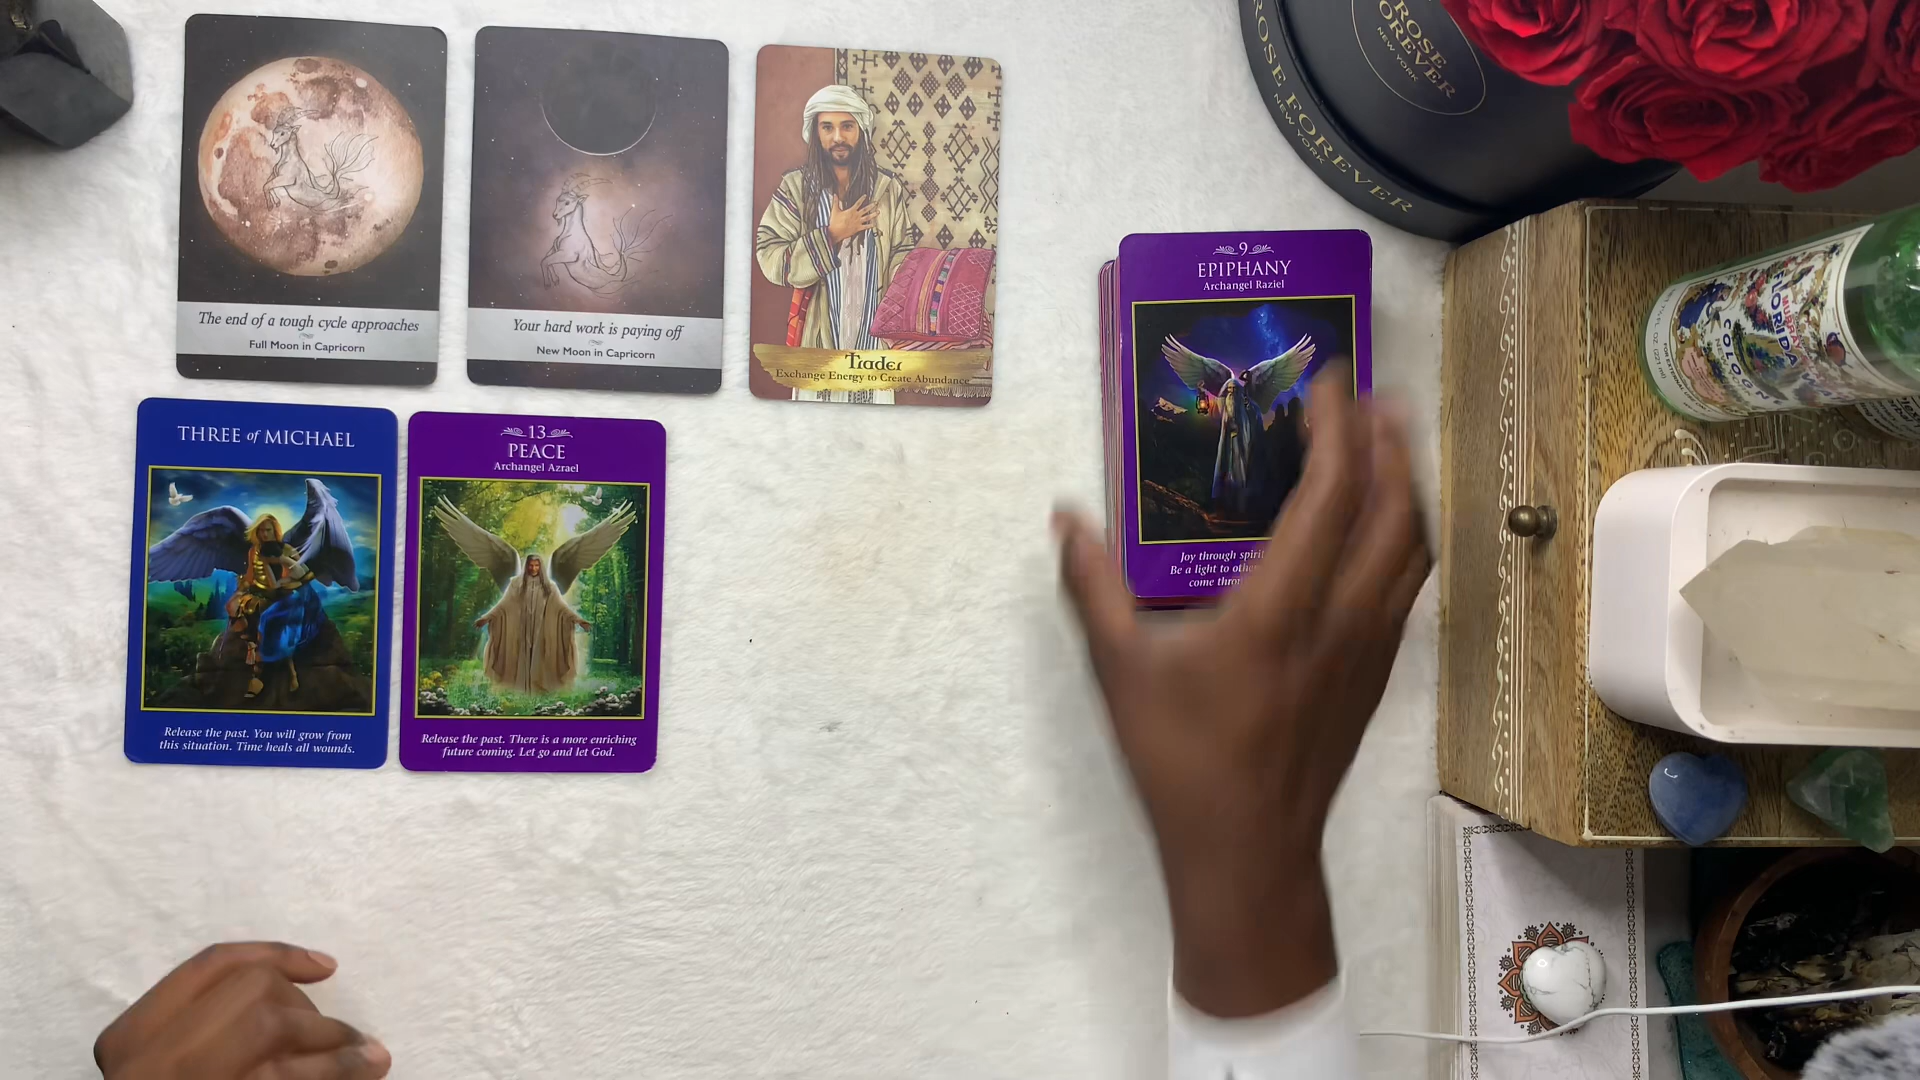 The end of a tough cycle approaches
Full Moon in Capricorn
Your hard work is paying off
New Moon in Capricorn
Trader
Exchange Energy to Create Abundance
THREE of MICHAEL
Release the past. You will grow from
this situation. Time heals all wounds.
13
PEACE
Archangel Azrael
Release the past. There is a more enriching
future coming. Let go and let God.
9
EPIPHANY
Archangel Raziel
Joy through
Be a light to
come
ROSE
FOREVER
NEW YORK
ROSE FOREVER
NEW YORK
MURRAY
FLORIDA
COLOGN